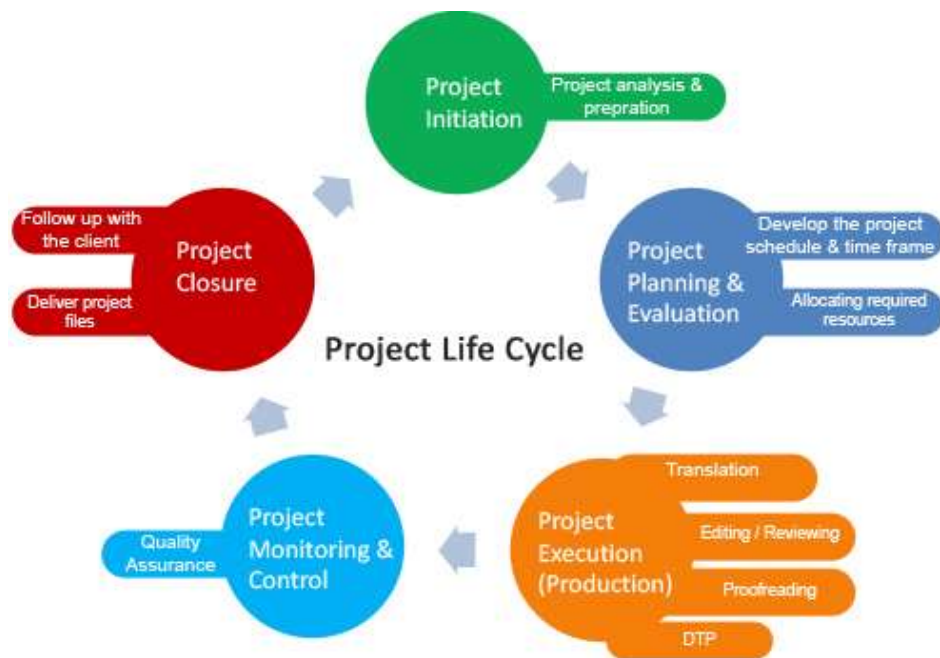 Project
Initiation
Project analysis &
prepration
Project
Planning &
Evaluation
Develop the project
schedule & time frame
Allocating required
resources
Project
Execution
(Production)
Translation
Editing / Reviewing
Proofreading
DTP
Project
Monitoring &
Control
Quality
Assurance
Project
Closure
Follow up with
the client
Deliver project
files
Project Life Cycle